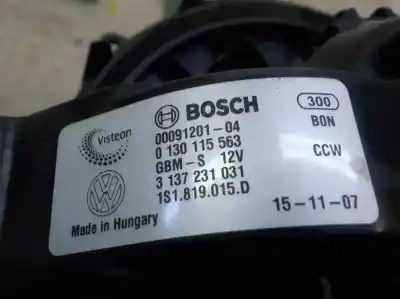 Visteon
BOSCH
00091201-04
0 130 115 563
GBM-S 12V
3 137 231 031
1S1.819.015.D
300
BON
CCW
Made in Hungary
15-11-07